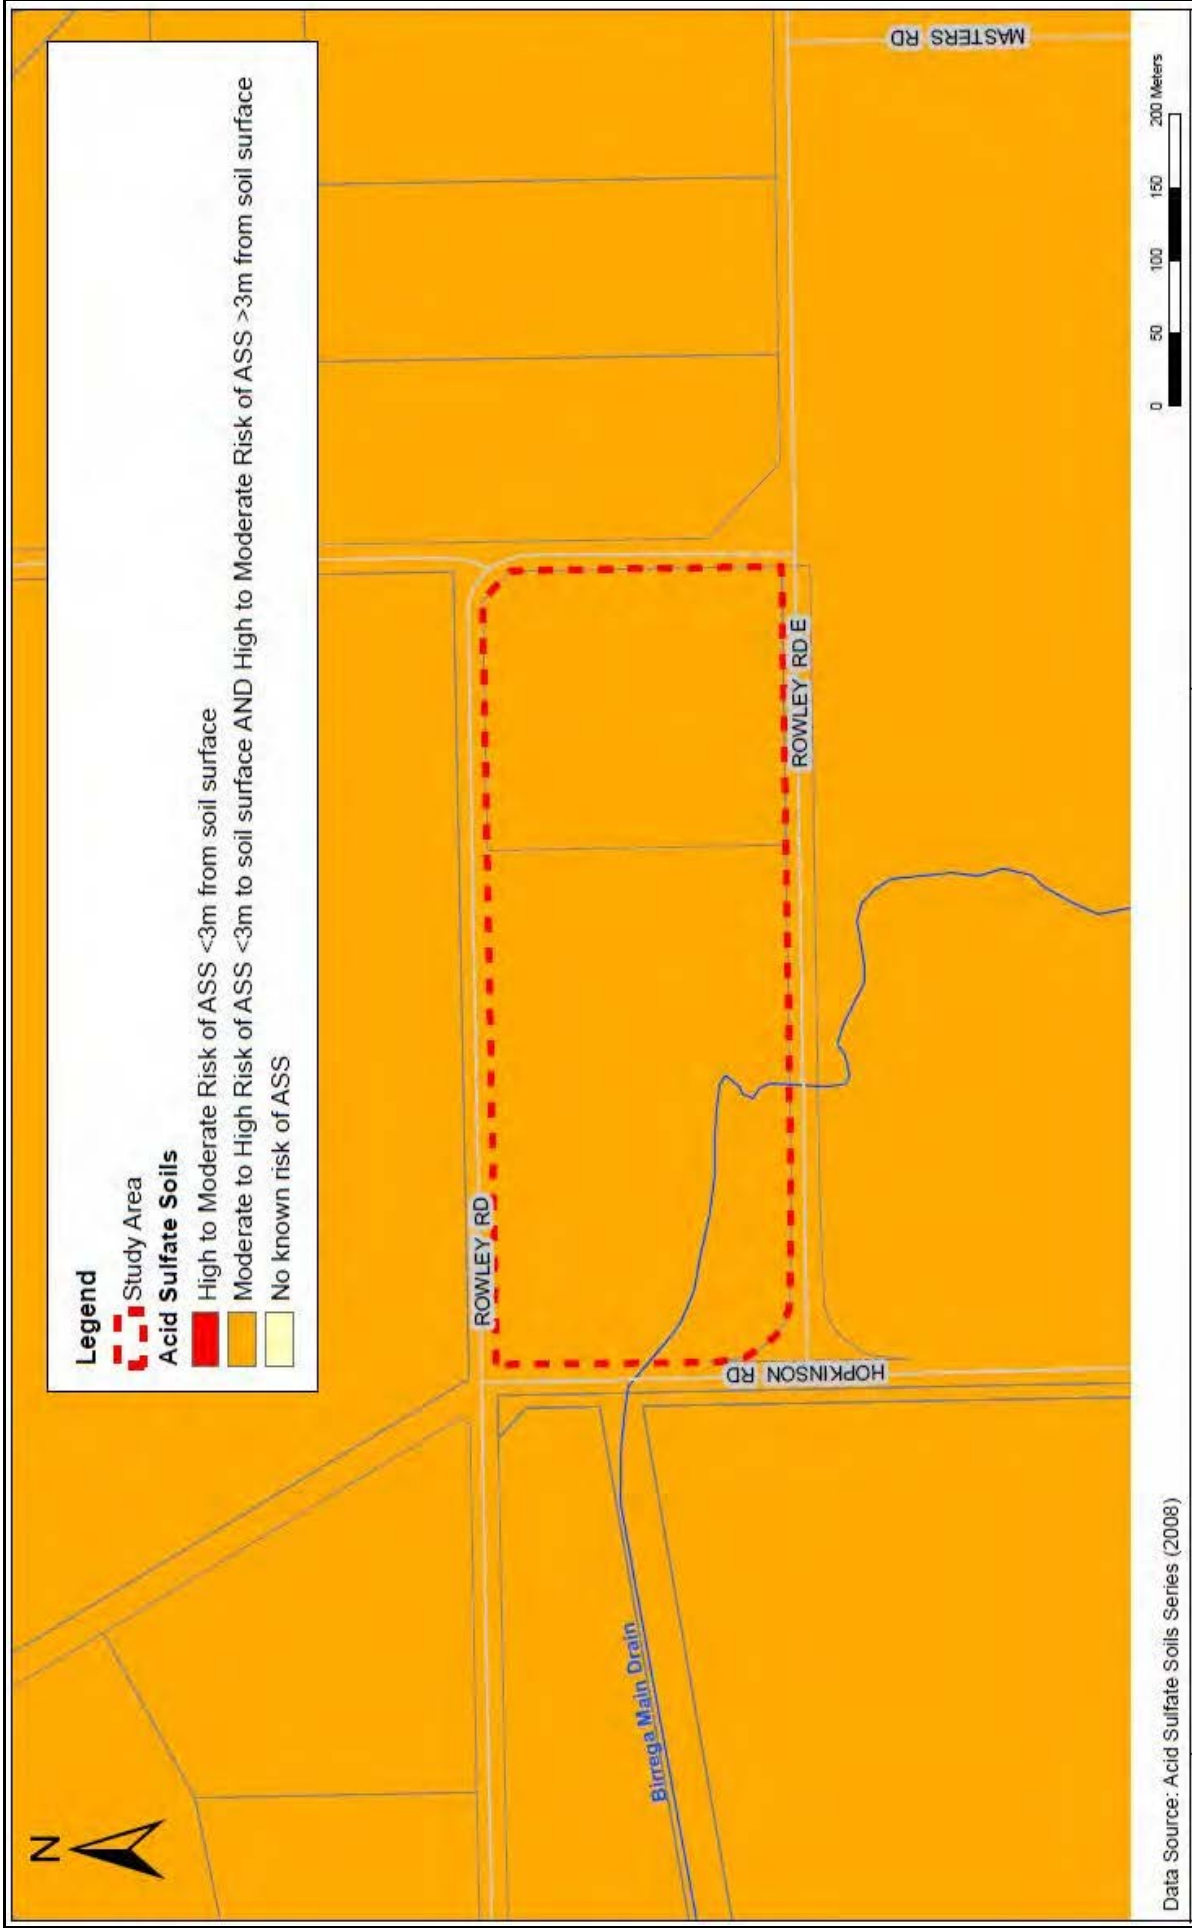 N
Legend
Study Area
Acid Sulfate Soils
High to Moderate Risk of ASS <3m from soil surface
Moderate to High Risk of ASS <3m to soil surface AND High to Moderate Risk of ASS >3m from soil surface
No known risk of ASS
ROWLEY RD
Birrega Main Drain
HOPKINSON RD
ROWLEY RD E
MASTERS RD
Data Source: Acid Sulfate Soils Series (2008)
0 50 100 150 200 Meters